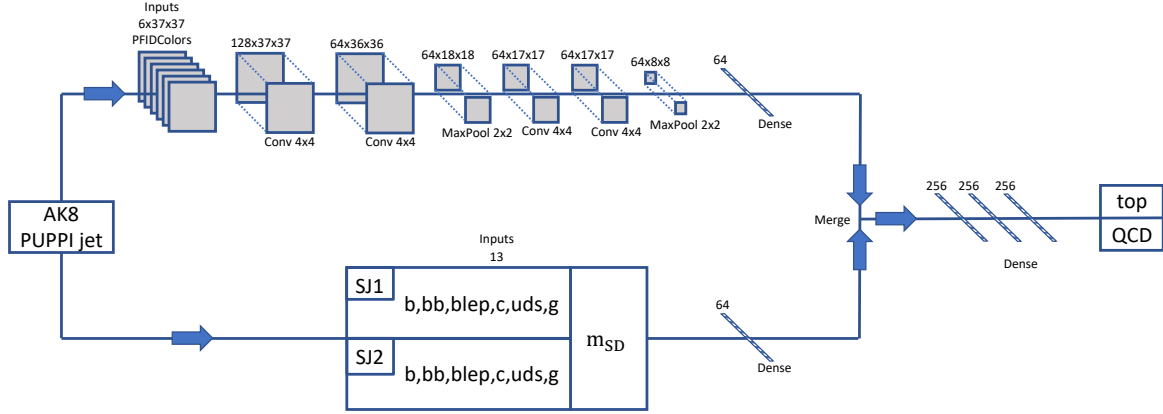 Inputs
6x37x37
PFIDColors
128x37x37
64x36x36
64x18x18
64x17x17
64x17x17
64x8x8
64
Conv 4x4
Conv 4x4
MaxPool 2x2
Conv 4x4
Conv 4x4
MaxPool 2x2
Dense
AK8
PUPPI jet
Merge
256
256
256
Dense
top
QCD
Inputs
13
SJ1
b,bb,blep,c,uds,g
SJ2
b,bb,blep,c,uds,g
mSD
64
Dense